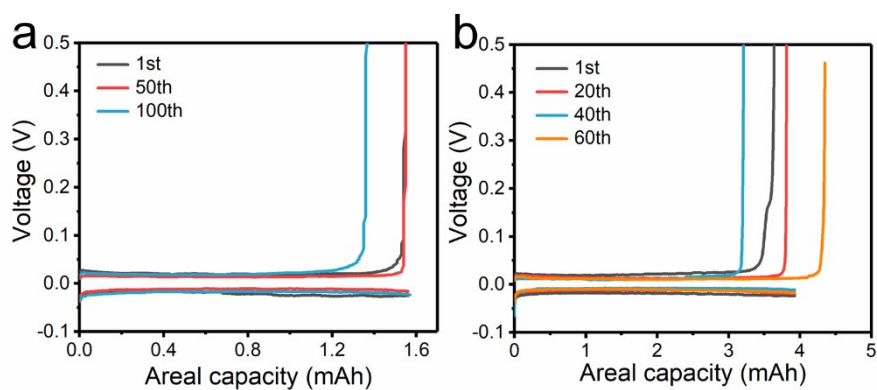 a
0.5
0.4
0.3
0.2
0.1
0.0
-0.1
Voltage (V)
1st
50th
100th
0.0 0.4 0.8 1.2 1.6
Areal capacity (mAh)
b
0.5
0.4
0.3
0.2
0.1
0.0
-0.1
Voltage (V)
1st
20th
40th
60th
0 1 2 3 4 5
Areal capacity (mAh)